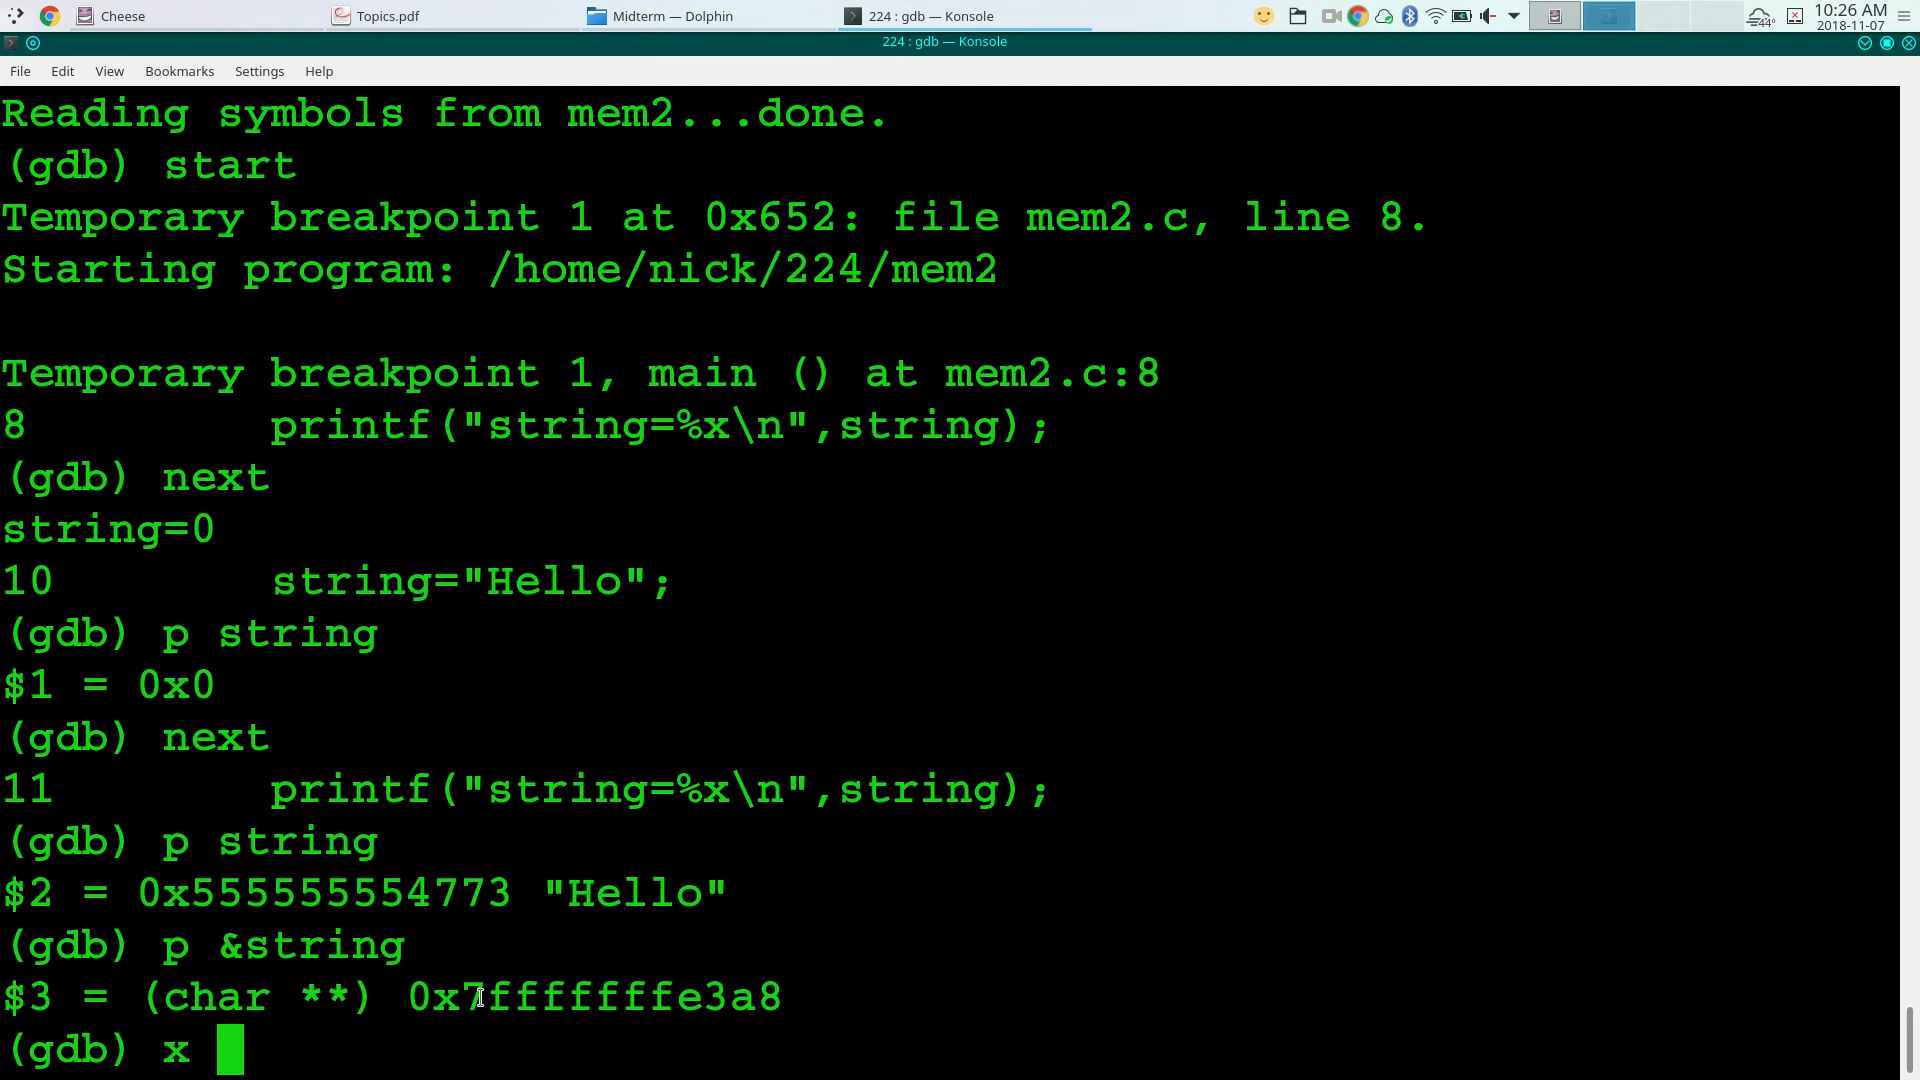 Cheese
Topics.pdf
Midterm — Dolphin
224 : gdb — Konsole
44°
10:26 AM
2018-11-07
224 : gdb — Konsole
File Edit View Bookmarks Settings Help
Reading symbols from mem2...done.
(gdb) start
Temporary breakpoint 1 at 0x652: file mem2.c, line 8.
Starting program: /home/nick/224/mem2
Temporary breakpoint 1, main () at mem2.c:8
8         printf("string=%x\n",string);
(gdb) next
string=0
10        string="Hello";
(gdb) p string
$1 = 0x0
(gdb) next
11        printf("string=%x\n",string);
(gdb) p string
$2 = 0x555555554773 "Hello"
(gdb) p &string
$3 = (char **) 0x7fffffffe3a8
(gdb) x